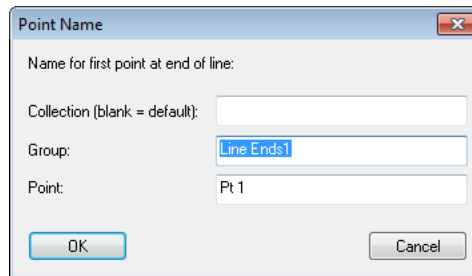 Point Name
Name for first point at end of line:
Collection (blank = default):
Group: Line Ends1
Point: Pt 1
OK Cancel